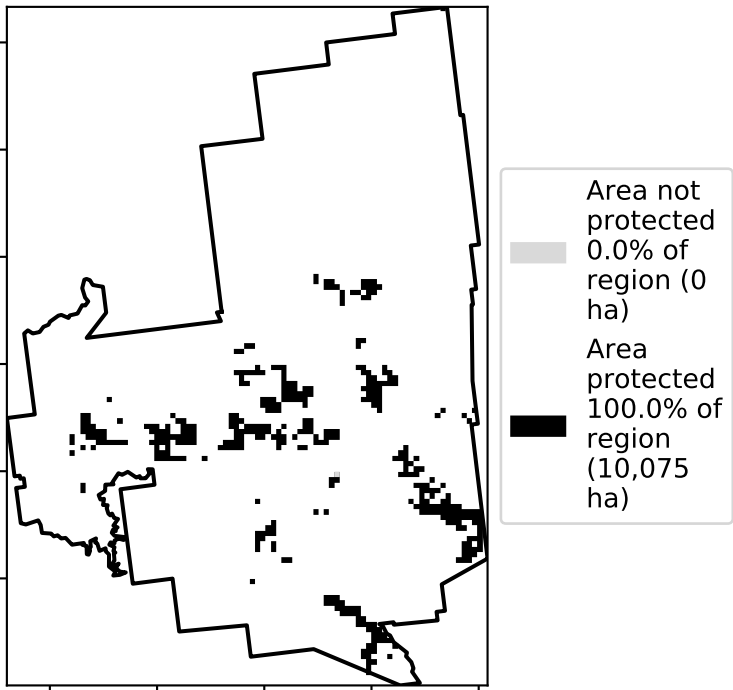 Area not
protected
0.0% of
region (0
ha)
Area
protected
100.0% of
region
(10,075
ha)